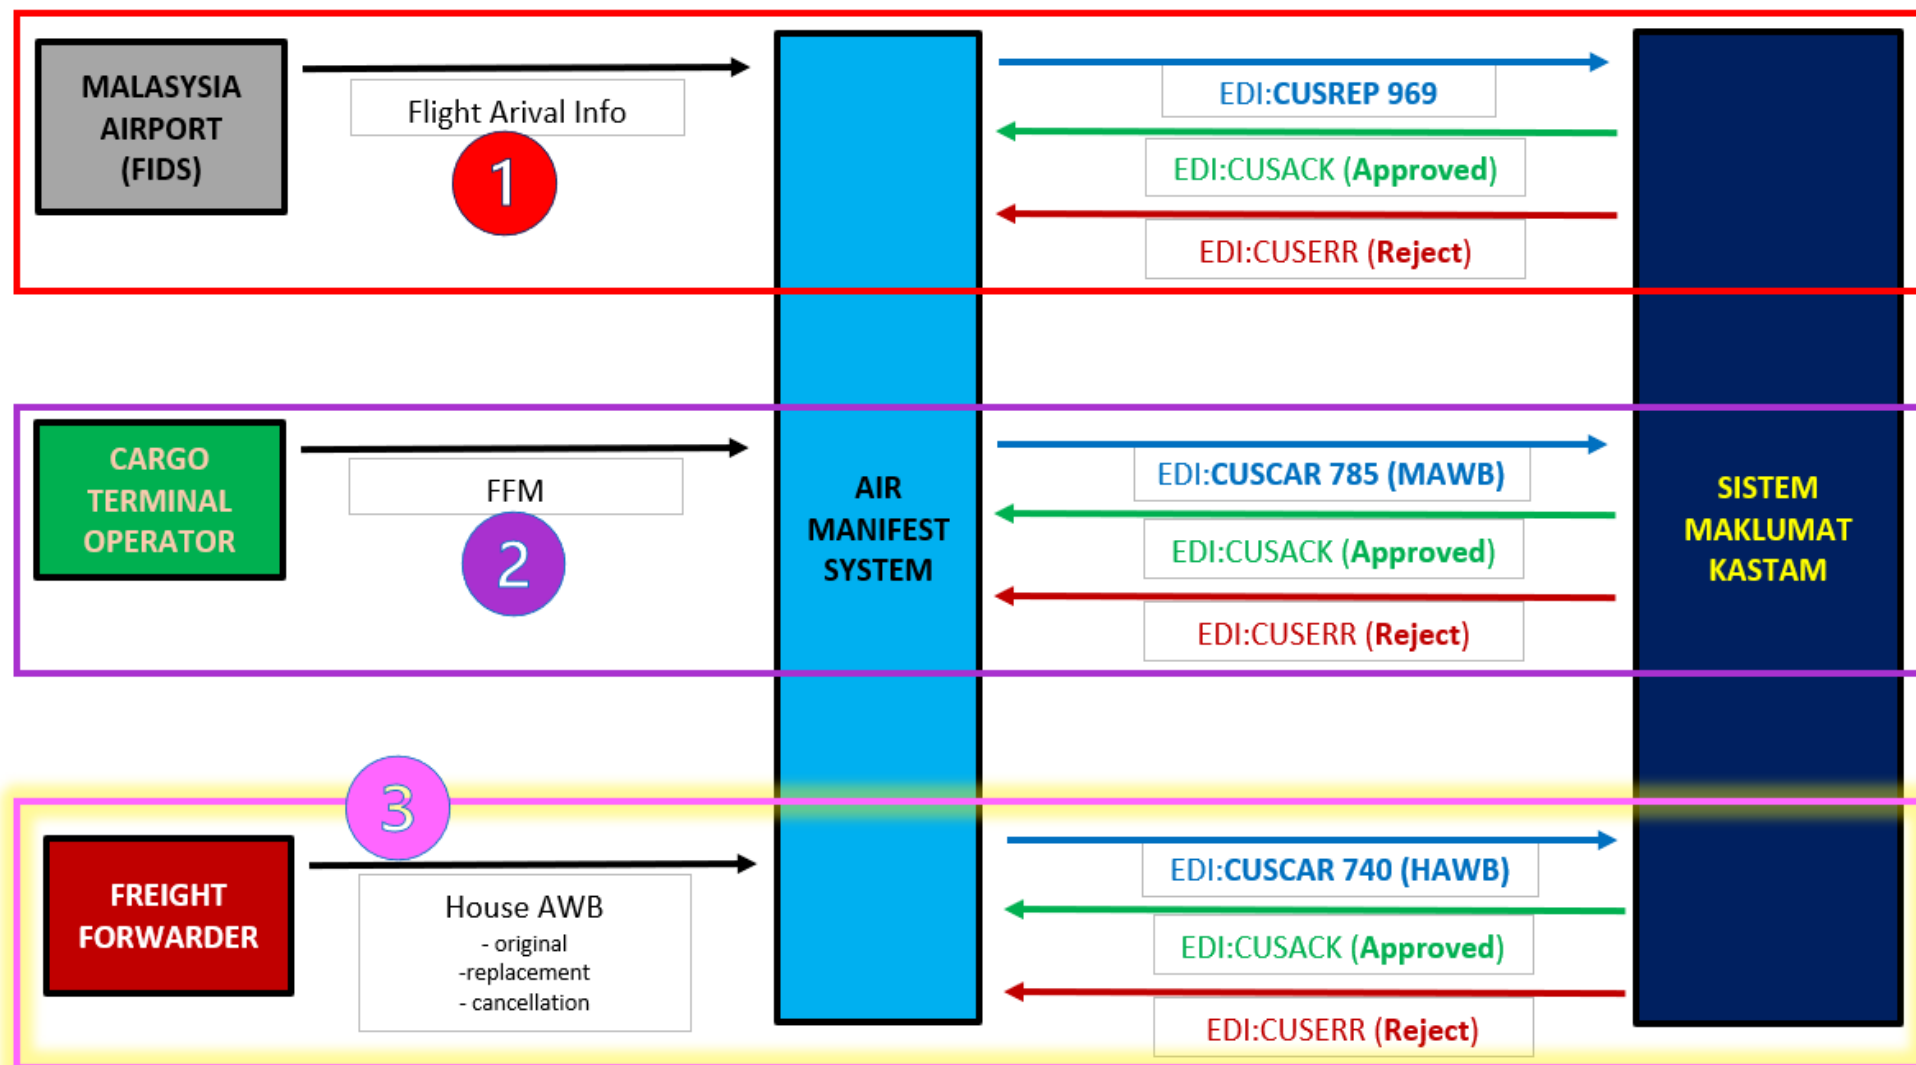 MALASYSIA
AIRPORT
(FIDS)
Flight Arival Info
1
EDI:CUSREP 969
EDI:CUSACK (Approved)
EDI:CUSERR (Reject)
CARGO
TERMINAL
OPERATOR
FFM
2
AIR
MANIFEST
SYSTEM
EDI:CUSCAR 785 (MAWB)
EDI:CUSACK (Approved)
EDI:CUSERR (Reject)
SISTEM
MAKLUMAT
KASTAM
3
FREIGHT
FORWARDER
House AWB
- original
-replacement
- cancellation
EDI:CUSCAR 740 (HAWB)
EDI:CUSACK (Approved)
EDI:CUSERR (Reject)